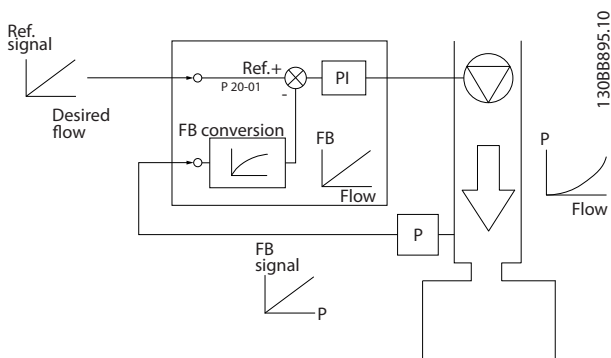 Ref.
signal
Desired
flow
Ref.+
P 20-01
-
PI
FB conversion
FB
Flow
P
FB
signal
P
P
Flow
130BB895.10